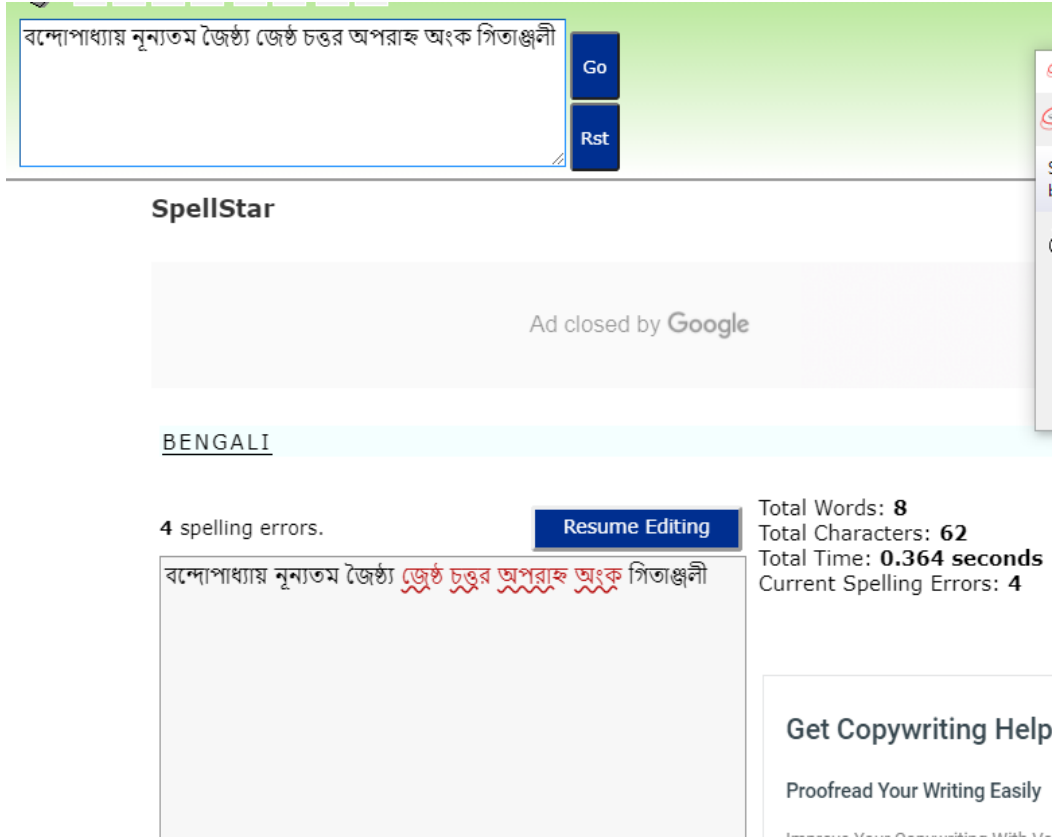 বন্দোপাধ্যায় নূন্যতম জৈষ্ঠ্য জেষ্ঠ চত্তর অপরাহ্ন অংক গিতাঞ্জলী
Go
Rst
SpellStar
Ad closed by Google
BENGALI
4 spelling errors.
Resume Editing
Total Words: 8
Total Characters: 62
Total Time: 0.364 seconds
Current Spelling Errors: 4
বন্দোপাধ্যায় নূন্যতম জৈষ্ঠ্য জেষ্ঠ চত্তর অপরাহ্ন অংক গিতাঞ্জলী
Get Copywriting Help
Proofread Your Writing Easily